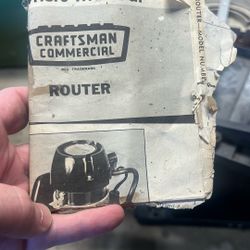 CRAFTSMAN
COMMERCIAL
REG. TRADEMARK
ROUTER
ROUTER MODEL NUMBER